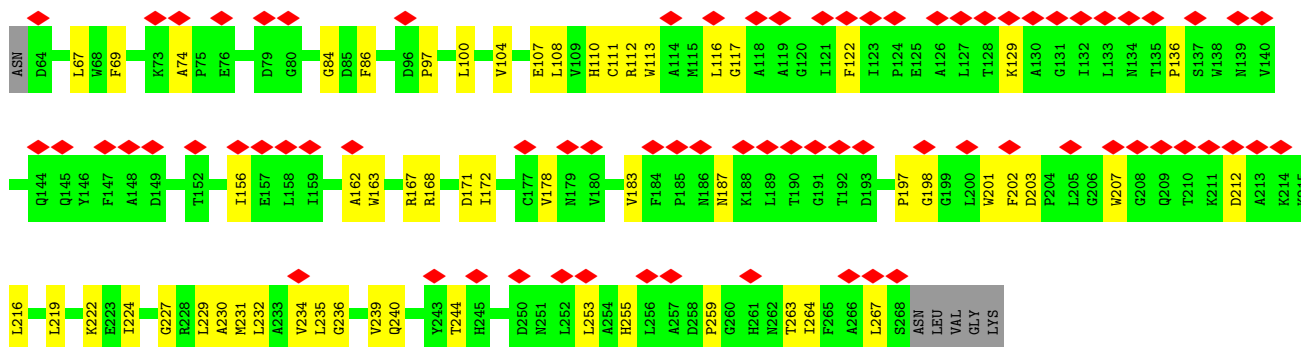 ASN D64 L67 W68 F69 K73 A74 P75 E76 D79 G80 G84 D85 F86 D96 P97 L100 V104 E107 L108 V109 H110 C111 R112 W113 A114 M115 L116 G117 A118 A119 G120 I121 F122 I123 P124 E125 A126 L127 T128 K129 A130 G131 I132 L133 N134 T135 P136 S137 W138 N139 V140
Q144 Q145 Y146 F147 A148 D149 T152 I156 E157 L158 I159 A162 W163 R167 R168 D171 I172 C177 V178 N179 V180 V183 F184 P185 N186 N187 K188 L189 T190 G191 T192 D193 P197 G198 G199 L200 W201 F202 D203 P204 L205 G206 W207 G208 Q209 T210 K211 D212 A213 K214
L216 L219 K222 E223 I224 G227 R228 L229 A230 M231 L232 A233 V234 L235 G236 V239 Q240 Y243 T244 H245 D250 N251 L252 L253 A254 H255 L256 A257 D258 P259 G260 H261 N262 T263 I264 F265 A266 L267 S268 ASN LEU VAL GLY LYS